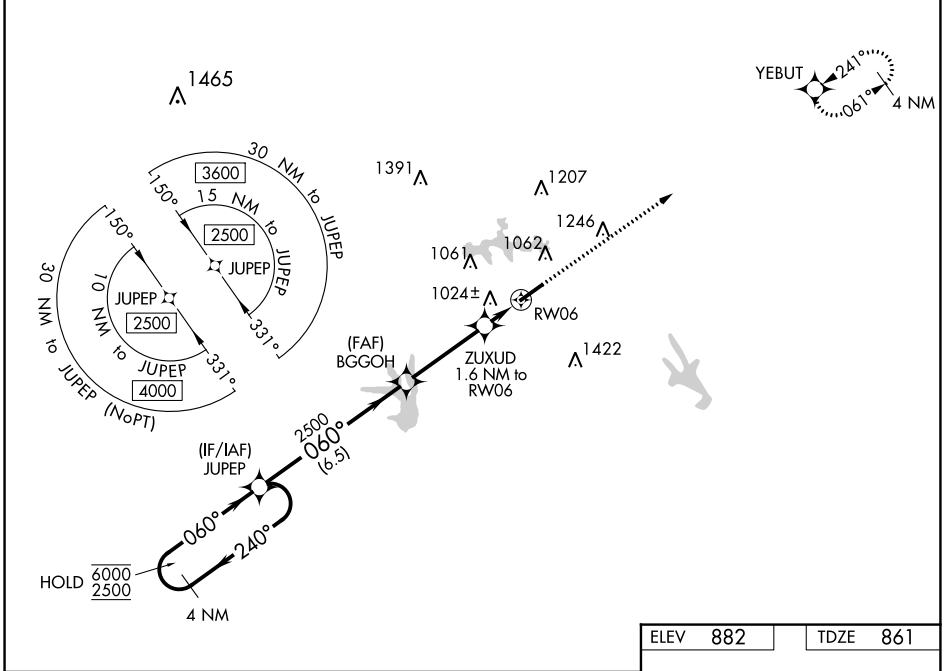 1465
YEBUT
241°
061°
4 NM
30 NM to JUPEP
3600
150°
15 NM to JUPEP
2500
JUPEP
331°
1391
1207
1246
1061
1062
1024±
RW06
30 NM to JUPEP (NoPT)
150°
10 NM to JUPEP
JUPEP
2500
331°
4000
(FAF)
BGGOH
ZUXUD
1.6 NM to
RW06
1422
2500
060°
(6.5)
(IF/IAF)
JUPEP
060°
240°
HOLD
6000
2500
4 NM
ELEV 882
TDZE 861